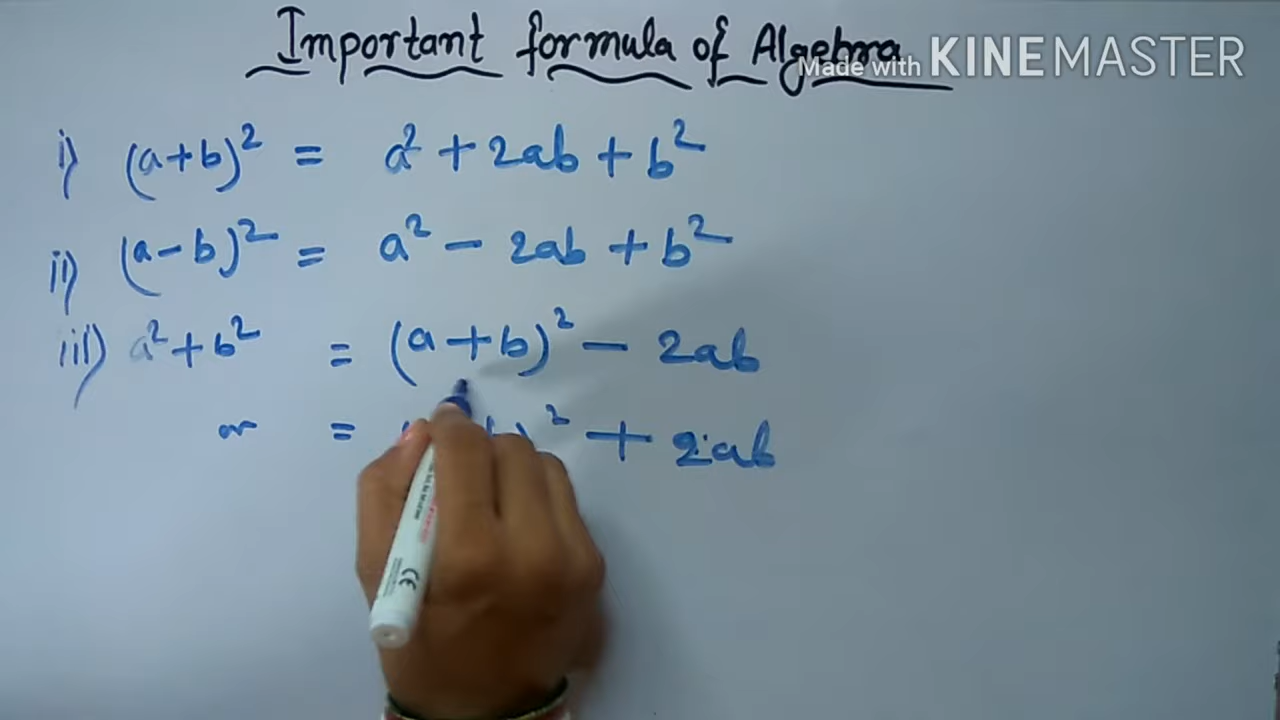 Important formula of Algebra
Made with KINEMASTER
i) (a+b)² = a² + 2ab + b²
ii) (a-b)² = a² - 2ab + b²
iii) a² + b² = (a+b)² - 2ab
or = ² + 2ab